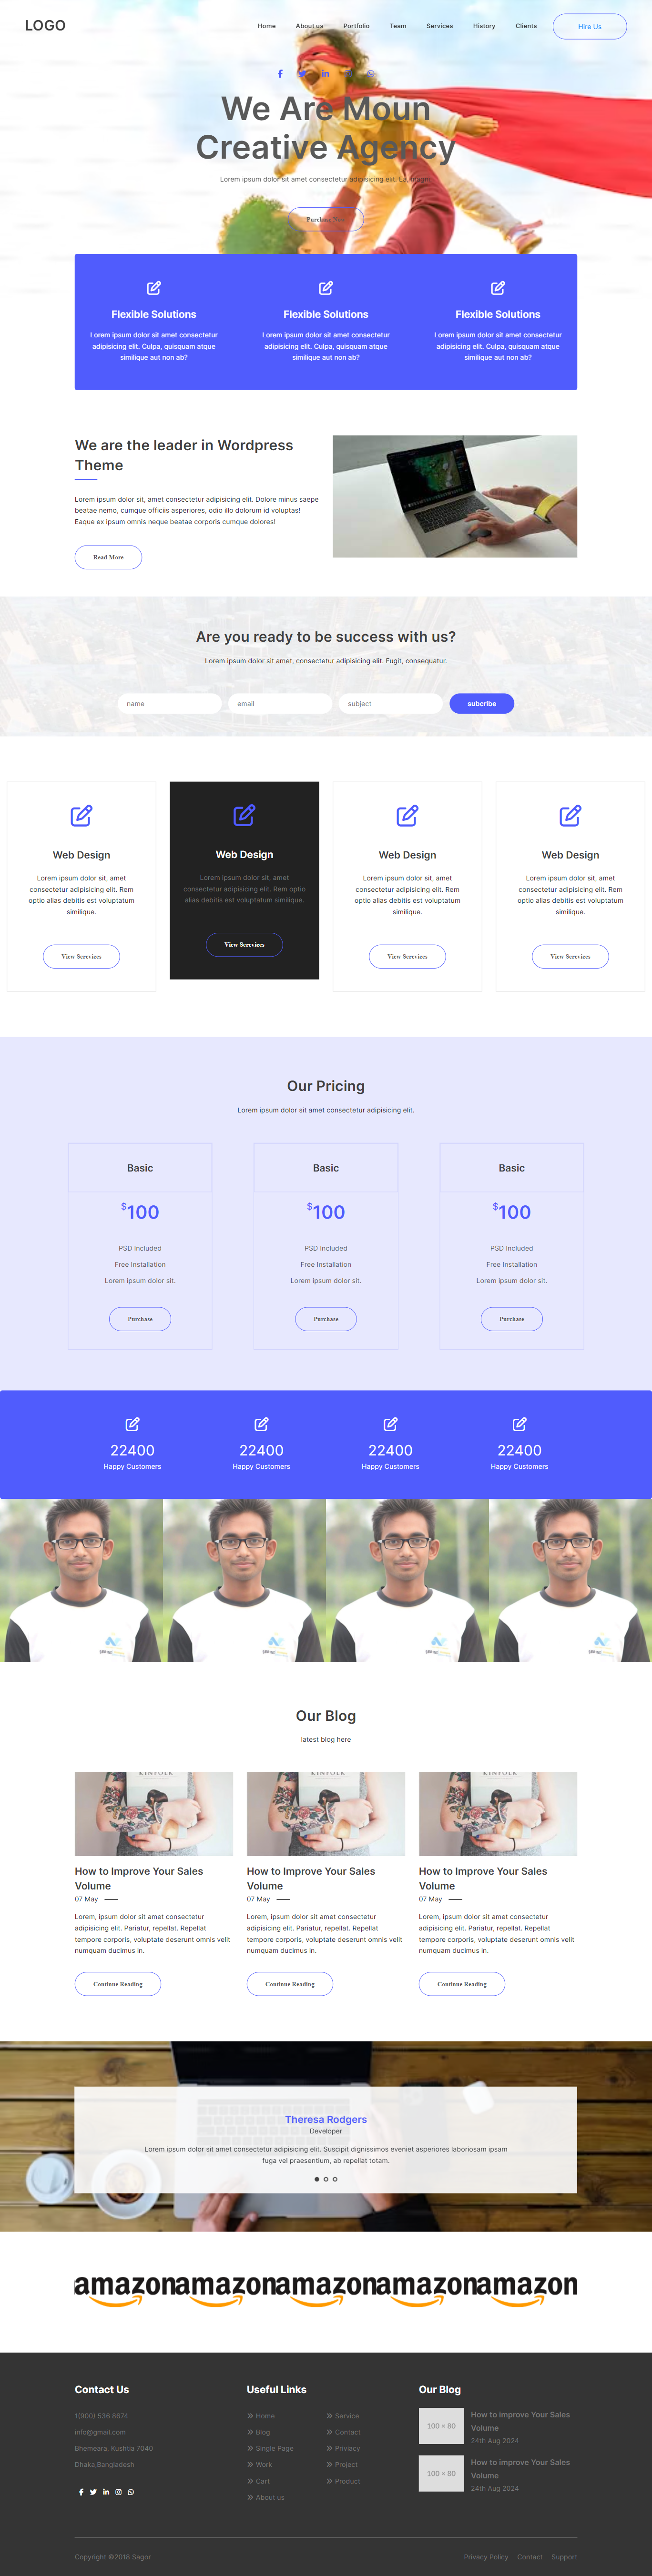 LOGO
Home About us Portfolio Team Services History Clients Hire Us
We Are Moun
Creative Agency
Lorem ipsum dolor sit amet consectetur adipisicing elit. Ea, magni.
Purchase Now
Flexible Solutions
Lorem ipsum dolor sit amet consectetur
adipisicing elit. Culpa, quisquam atque
similique aut non ab?
Flexible Solutions
Lorem ipsum dolor sit amet consectetur
adipisicing elit. Culpa, quisquam atque
similique aut non ab?
Flexible Solutions
Lorem ipsum dolor sit amet consectetur
adipisicing elit. Culpa, quisquam atque
similique aut non ab?
We are the leader in Wordpress
Theme
Lorem ipsum dolor sit, amet consectetur adipisicing elit. Dolore minus saepe
beatae nemo, cumque officiis asperiores, odio illo dolorum id voluptas!
Eaque ex ipsum omnis neque beatae corporis cumque dolores!
Read More
Are you ready to be success with us?
Lorem ipsum dolor sit amet, consectetur adipisicing elit. Fugit, consequatur.
name email subject subcribe
Web Design
Lorem ipsum dolor sit, amet
consectetur adipisicing elit. Rem
optio alias debitis est voluptatum
similique.
View Serevices
Web Design
Lorem ipsum dolor sit, amet
consectetur adipisicing elit. Rem optio
alias debitis est voluptatum similique.
View Serevices
Web Design
Lorem ipsum dolor sit, amet
consectetur adipisicing elit. Rem
optio alias debitis est voluptatum
similique.
View Serevices
Web Design
Lorem ipsum dolor sit, amet
consectetur adipisicing elit. Rem
optio alias debitis est voluptatum
similique.
View Serevices
Our Pricing
Lorem ipsum dolor sit amet consectetur adipisicing elit.
Basic
$100
PSD Included
Free Installation
Lorem ipsum dolor sit.
Purchase
Basic
$100
PSD Included
Free Installation
Lorem ipsum dolor sit.
Purchase
Basic
$100
PSD Included
Free Installation
Lorem ipsum dolor sit.
Purchase
22400
Happy Customers
22400
Happy Customers
22400
Happy Customers
22400
Happy Customers
Our Blog
latest blog here
KINFOLK
How to Improve Your Sales
Volume
07 May
Lorem, ipsum dolor sit amet consectetur
adipisicing elit. Pariatur, repellat. Repellat
tempore corporis, voluptate deserunt omnis velit
numquam ducimus in.
Continue Reading
KINFOLK
How to Improve Your Sales
Volume
07 May
Lorem, ipsum dolor sit amet consectetur
adipisicing elit. Pariatur, repellat. Repellat
tempore corporis, voluptate deserunt omnis velit
numquam ducimus in.
Continue Reading
KINFOLK
How to Improve Your Sales
Volume
07 May
Lorem, ipsum dolor sit amet consectetur
adipisicing elit. Pariatur, repellat. Repellat
tempore corporis, voluptate deserunt omnis velit
numquam ducimus in.
Continue Reading
Theresa Rodgers
Developer
Lorem ipsum dolor sit amet consectetur adipisicing elit. Suscipit dignissimos eveniet asperiores laboriosam ipsam
fuga vel praesentium, ab repellat totam.
amazon amazon amazon amazon amazon
Contact Us
1(900) 536 8674
info@gmail.com
Bhemeara, Kushtia 7040
Dhaka,Bangladesh
Useful Links
Home
Blog
Single Page
Work
Cart
About us
Service
Contact
Priviacy
Project
Product
Our Blog
100 × 80
How to improve Your Sales
Volume
24th Aug 2024
100 × 80
How to improve Your Sales
Volume
24th Aug 2024
Copyright ©2018 Sagor
Privacy Policy Contact Support